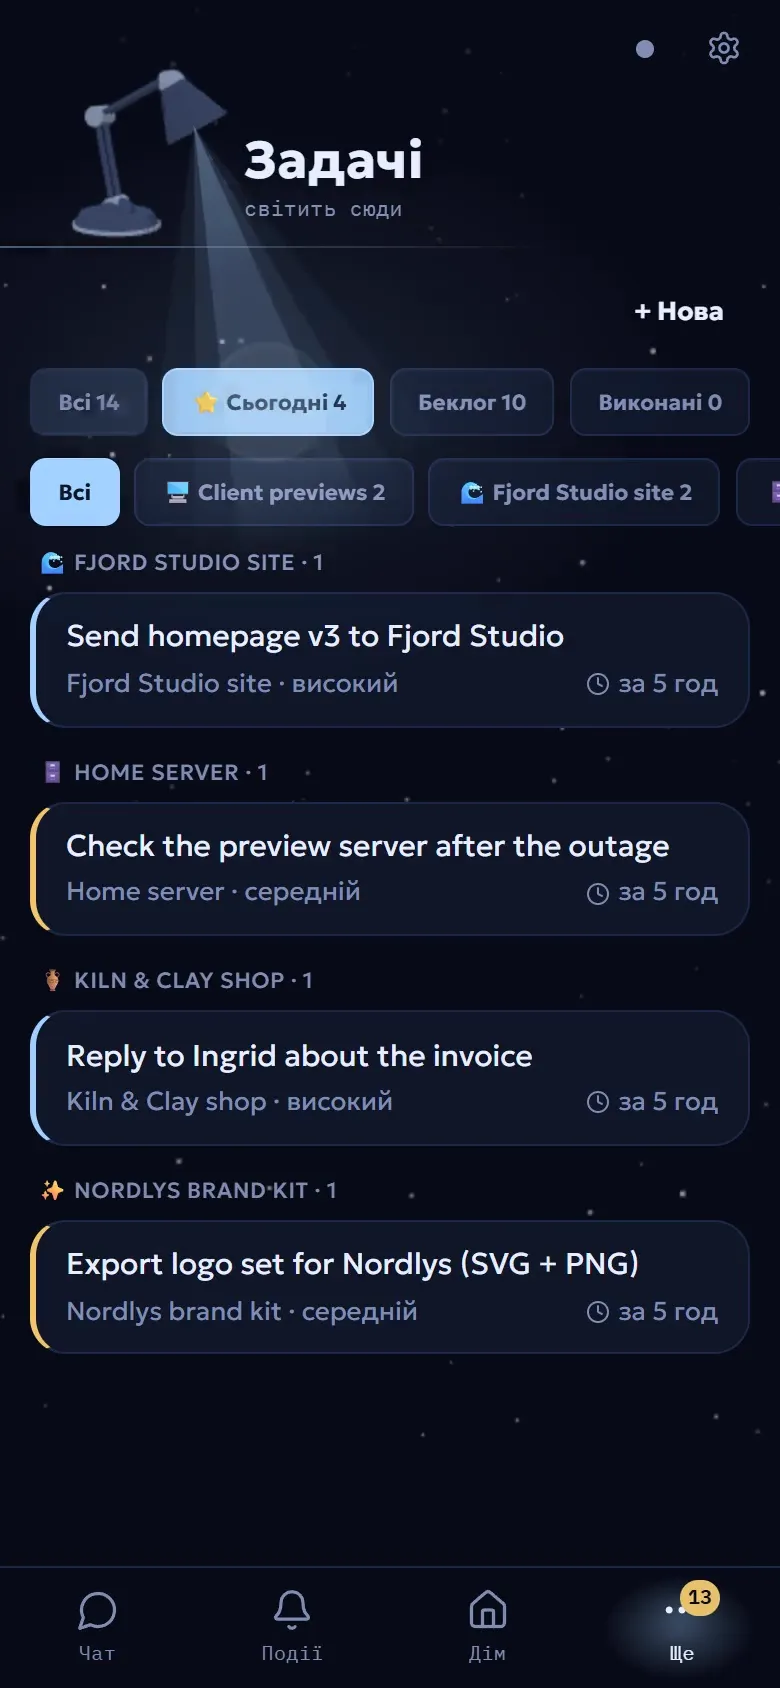 Задачі
світить сюди
+ Нова
Всі 14
⭐ Сьогодні 4
Беклог 10
Виконані 0
Всі
🖥️ Client previews 2
🌊 Fjord Studio site 2
🌊 FJORD STUDIO SITE · 1
Send homepage v3 to Fjord Studio
Fjord Studio site · високий
за 5 год
🗄️ HOME SERVER · 1
Check the preview server after the outage
Home server · середній
за 5 год
🏺 KILN & CLAY SHOP · 1
Reply to Ingrid about the invoice
Kiln & Clay shop · високий
за 5 год
✨ NORDLYS BRAND KIT · 1
Export logo set for Nordlys (SVG + PNG)
Nordlys brand kit · середній
за 5 год
13
Чат
Події
Дім
Ще